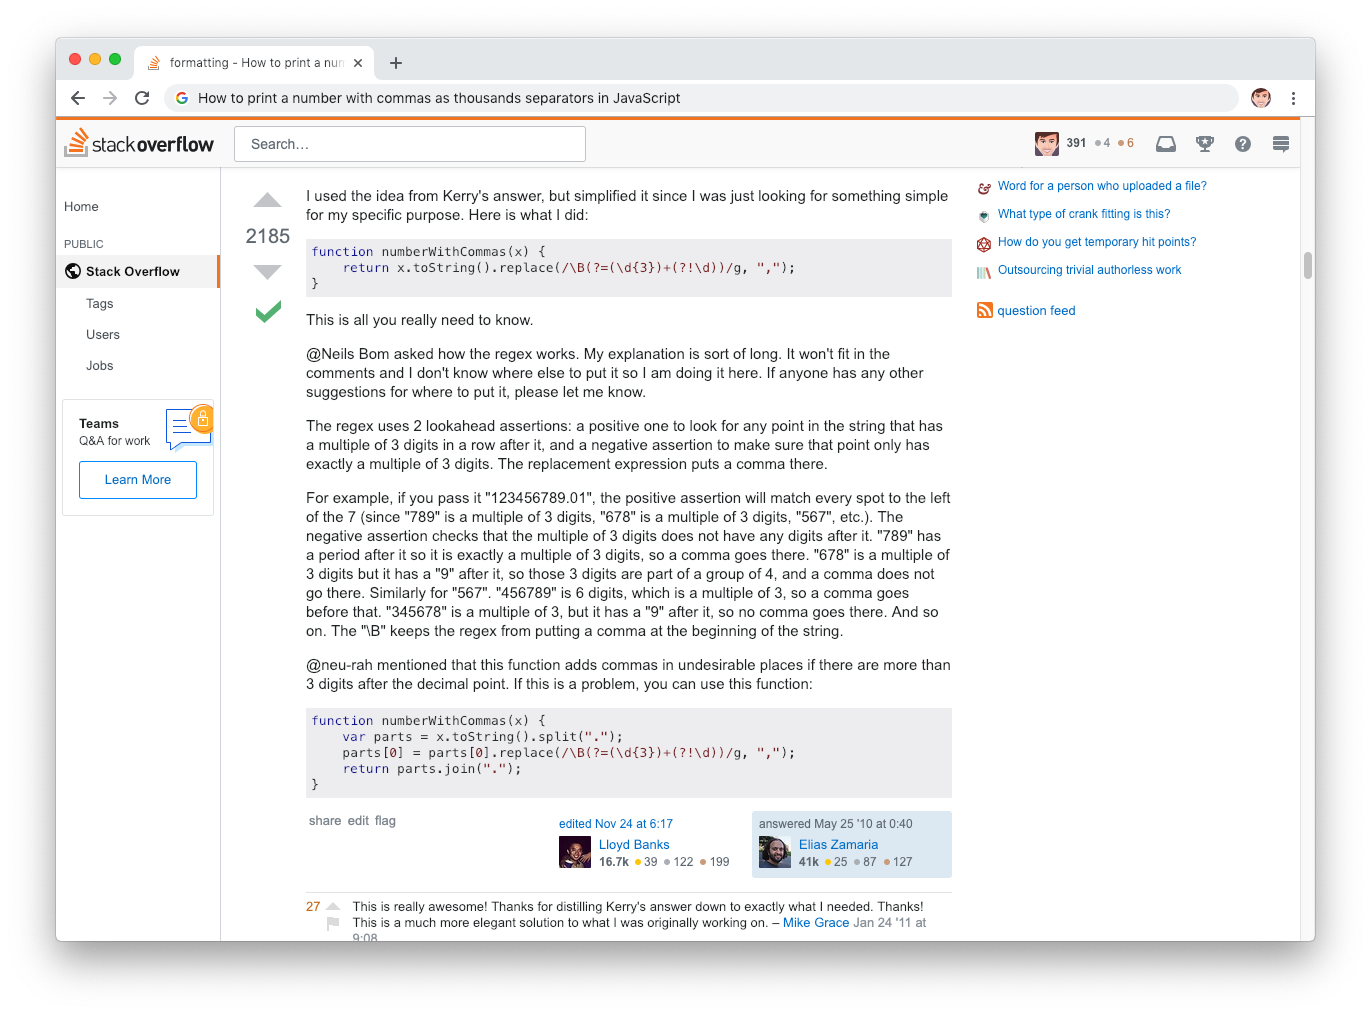 formatting - How to print a num
How to print a number with commas as thousands separators in JavaScript
stackoverflow
Search...
391 4 6
Home
PUBLIC
Stack Overflow
Tags
Users
Jobs
Teams
Q&A for work
Learn More
2185
I used the idea from Kerry's answer, but simplified it since I was just looking for something simple
for my specific purpose. Here is what I did:
function numberWithCommas(x) {
    return x.toString().replace(/\B(?=(\d{3})+(?!\d))/g, ",");
}
This is all you really need to know.
@Neils Bom asked how the regex works. My explanation is sort of long. It won't fit in the
comments and I don't know where else to put it so I am doing it here. If anyone has any other
suggestions for where to put it, please let me know.
The regex uses 2 lookahead assertions: a positive one to look for any point in the string that has
a multiple of 3 digits in a row after it, and a negative assertion to make sure that point only has
exactly a multiple of 3 digits. The replacement expression puts a comma there.
For example, if you pass it "123456789.01", the positive assertion will match every spot to the left
of the 7 (since "789" is a multiple of 3 digits, "678" is a multiple of 3 digits, "567", etc.). The
negative assertion checks that the multiple of 3 digits does not have any digits after it. "789" has
a period after it so it is exactly a multiple of 3 digits, so a comma goes there. "678" is a multiple of
3 digits but it has a "9" after it, so those 3 digits are part of a group of 4, and a comma does not
go there. Similarly for "567". "456789" is 6 digits, which is a multiple of 3, so a comma goes
before that. "345678" is a multiple of 3, but it has a "9" after it, so no comma goes there. And so
on. The "\B" keeps the regex from putting a comma at the beginning of the string.
@neu-rah mentioned that this function adds commas in undesirable places if there are more than
3 digits after the decimal point. If this is a problem, you can use this function:
function numberWithCommas(x) {
    var parts = x.toString().split(".");
    parts[0] = parts[0].replace(/\B(?=(\d{3})+(?!\d))/g, ",");
    return parts.join(".");
}
share edit flag
edited Nov 24 at 6:17
Lloyd Banks
16.7k 39 122 199
answered May 25 '10 at 0:40
Elias Zamaria
41k 25 87 127
27
This is really awesome! Thanks for distilling Kerry's answer down to exactly what I needed. Thanks!
This is a much more elegant solution to what I was originally working on. – Mike Grace Jan 24 '11 at
9:08
Word for a person who uploaded a file?
What type of crank fitting is this?
How do you get temporary hit points?
Outsourcing trivial authorless work
question feed